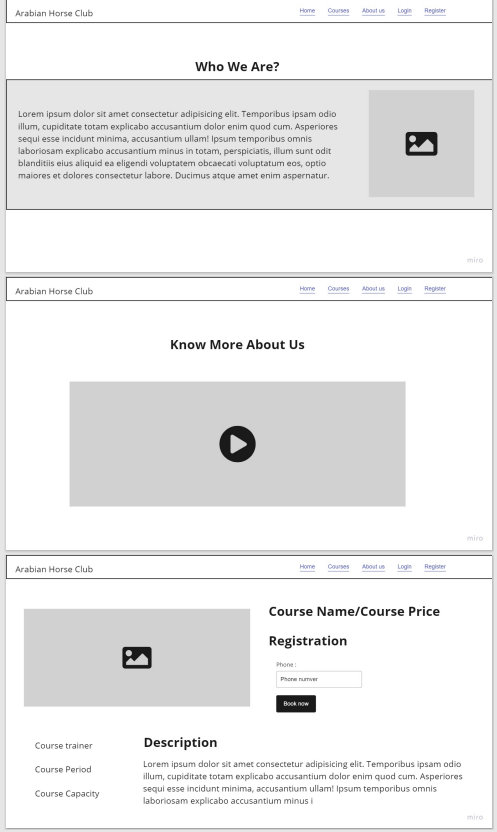 Arabian Horse Club
Home Courses About us Login Register
Who We Are?
Lorem ipsum dolor sit amet consectetur adipisicing elit. Temporibus ipsam odio
illum, cupiditate totam explicabo accusantium dolor enim quod cum. Asperiores
sequi esse incidunt minima, accusantium ullam! Ipsum temporibus omnis
laboriosam explicabo accusantium minus in totam, perspiciatis, illum sunt odit
blanditiis eius aliquid ea eligendi voluptatem obcaecati voluptatum eos, optio
maiores et dolores consectetur labore. Ducimus atque amet enim aspernatur.
miro
Arabian Horse Club
Home Courses About us Login Register
Know More About Us
miro
Arabian Horse Club
Home Courses About us Login Register
Course Name/Course Price
Registration
Phone :
Phone numver
Book now
Course trainer
Course Period
Course Capacity
Description
Lorem ipsum dolor sit amet consectetur adipisicing elit. Temporibus ipsam odio
illum, cupiditate totam explicabo accusantium dolor enim quod cum. Asperiores
sequi esse incidunt minima, accusantium ullam! Ipsum temporibus omnis
laboriosam explicabo accusantium minus i
miro